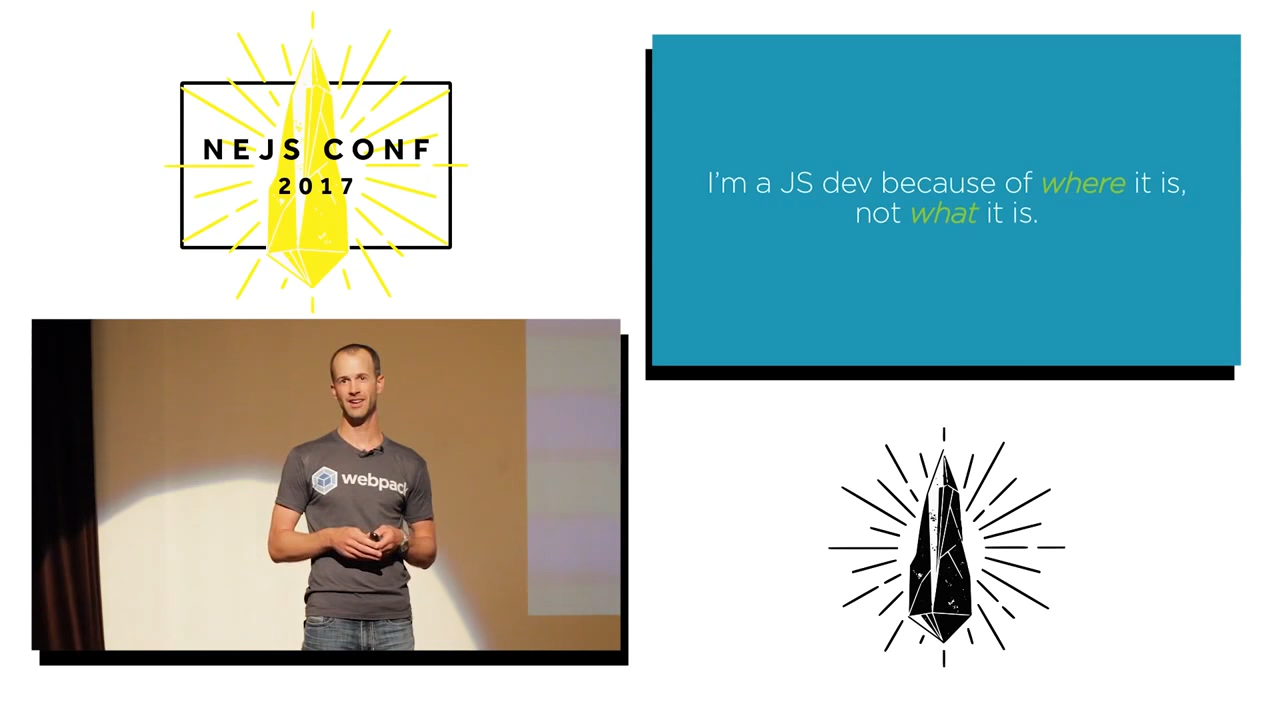 NEJS CONF
2017
I'm a JS dev because of where it is,
not what it is.
webpack